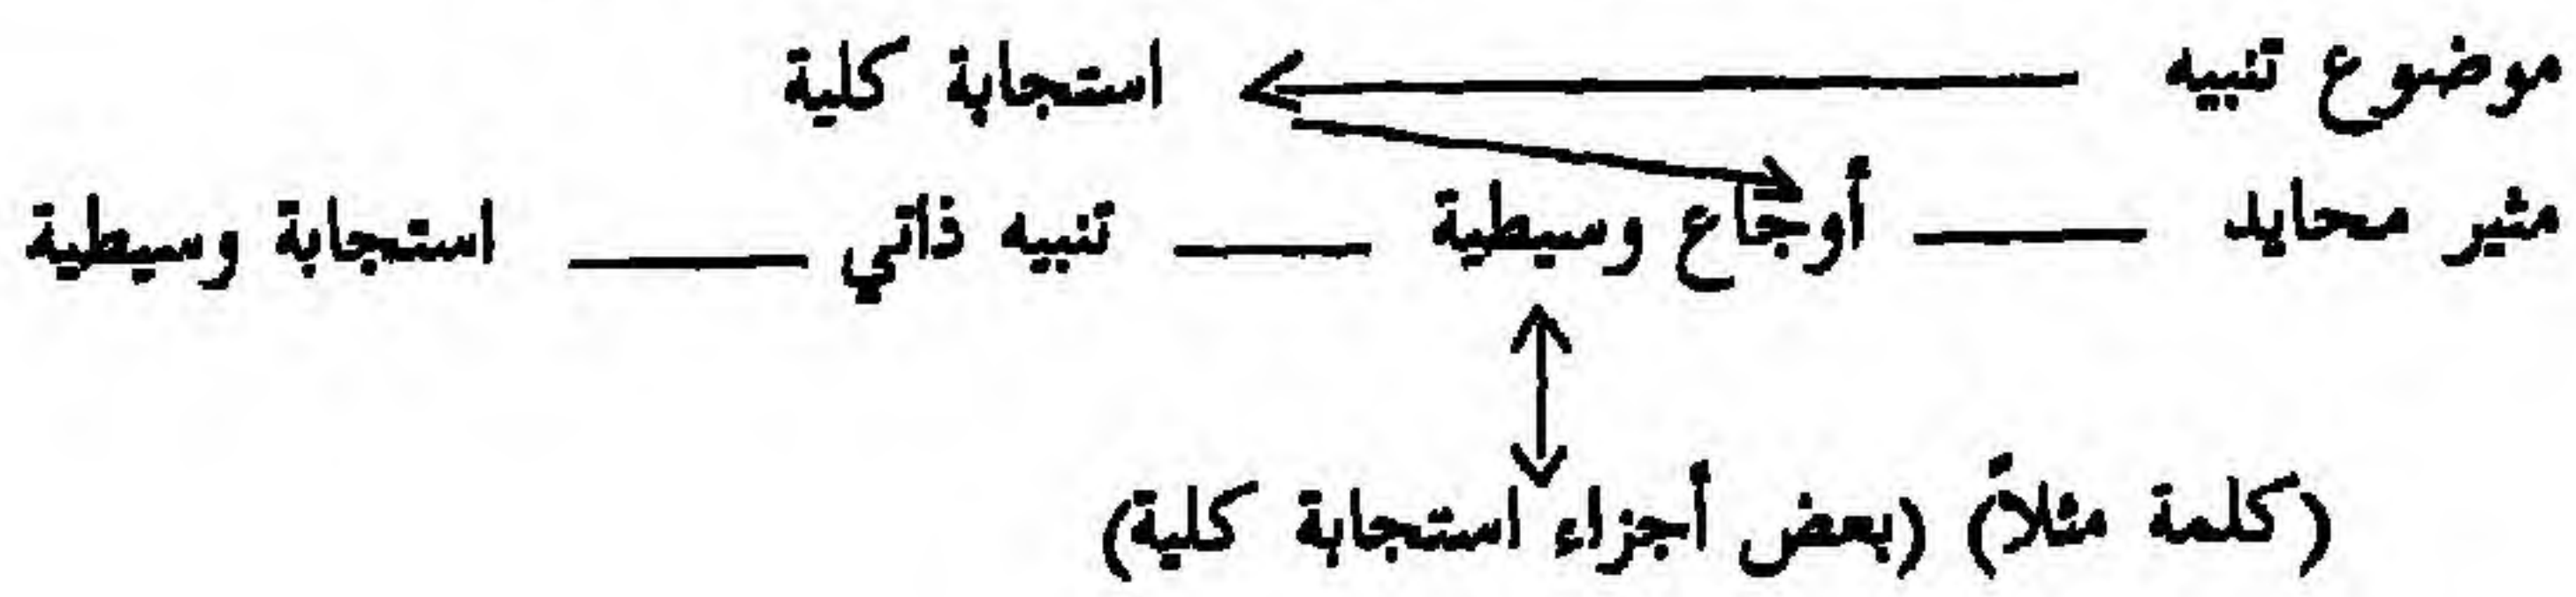 موضوع تنبيه استجابة كلية
مثير محايد أوجاع وسيطية تنبيه ذاتي استجابة وسيطية
(كلمة مثلاً) (بعض أجزاء استجابة كلية)